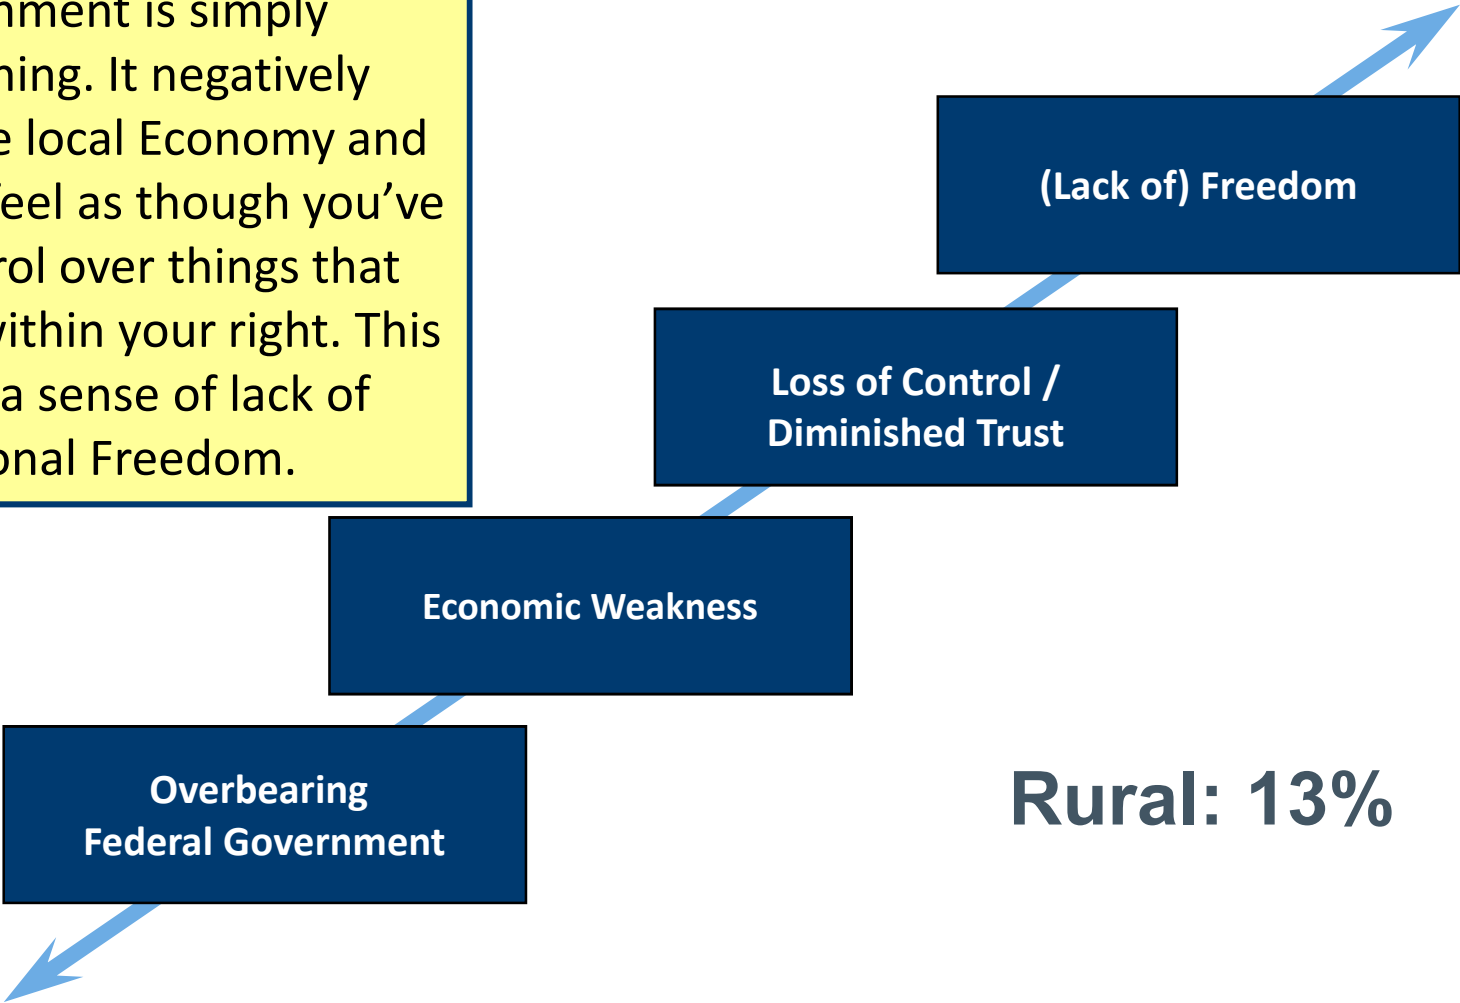 nment is simply
ning. It negatively
e local Economy and
feel as though you’ve
rol over things that
within your right. This
a sense of lack of
onal Freedom.
(Lack of) Freedom
Loss of Control /
Diminished Trust
Economic Weakness
Overbearing
Federal Government
Rural: 13%